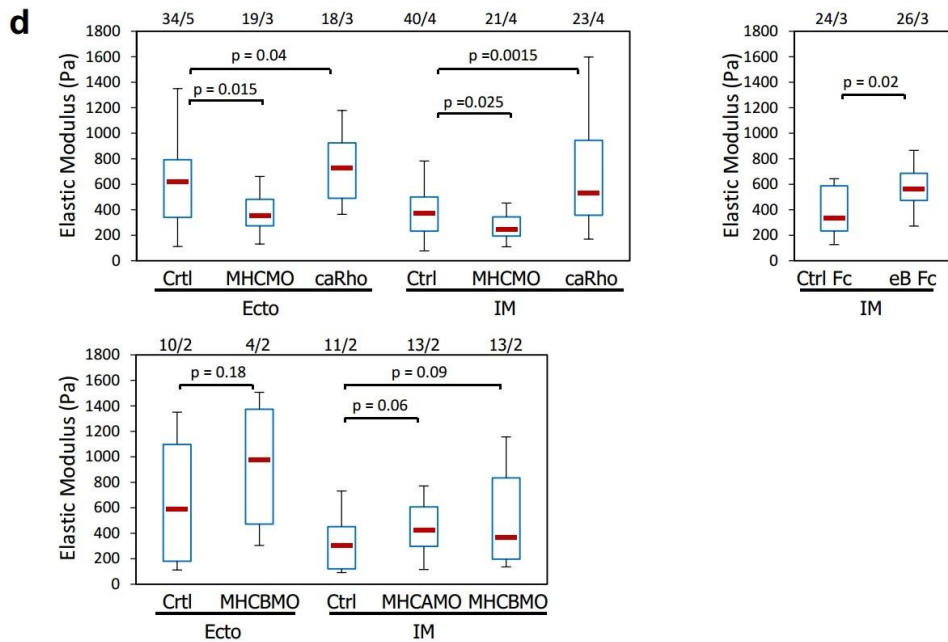 d
34/5 19/3 18/3 40/4 21/4 23/4
Elastic Modulus (Pa)
1800
1600
1400
1200
1000
800
600
400
200
0
p = 0.04
p = 0.015
p =0.0015
p =0.025
Crtl MHCMO caRho Ctrl MHCMO caRho
Ecto IM
24/3 26/3
Elastic Modulus (Pa)
1800
1600
1400
1200
1000
800
600
400
200
0
p = 0.02
Ctrl Fc eB Fc
IM
10/2 4/2 11/2 13/2 13/2
Elastic Modulus (Pa)
1800
1600
1400
1200
1000
800
600
400
200
0
p = 0.18
p = 0.09
p = 0.06
Crtl MHCBMO Ctrl MHCAMO MHCBMO
Ecto IM